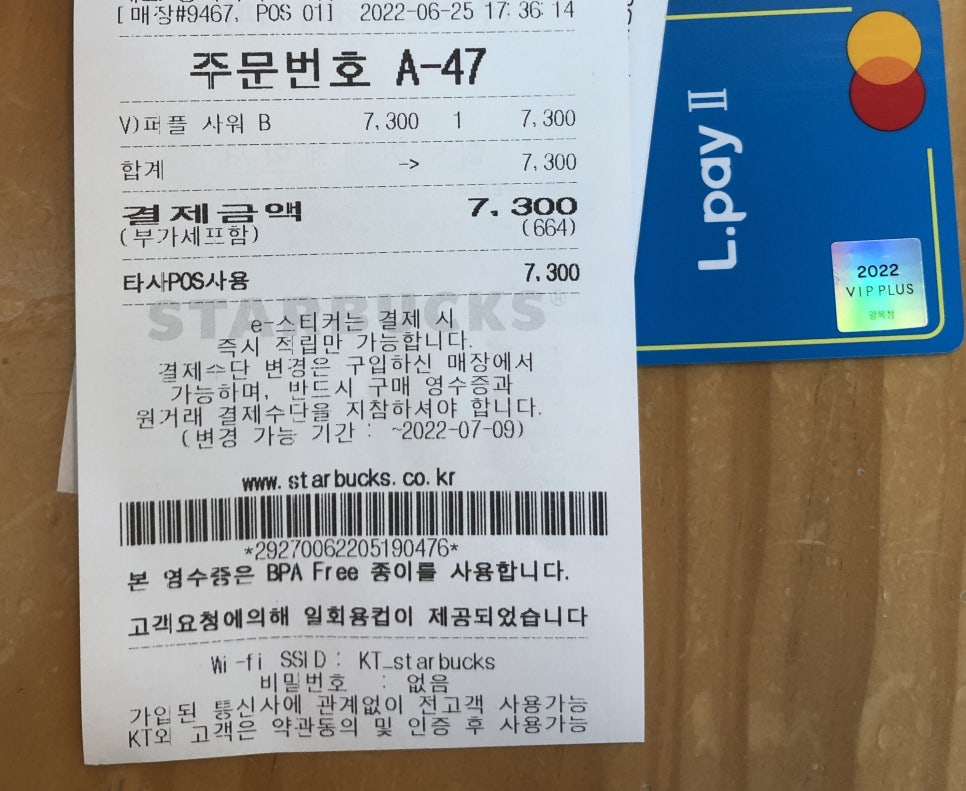 [매장#9467, POS 01] 2022-06-25 17:36:14
주문번호 A-47
V)퍼플 사워 B 7,300 1 7,300
합계 -> 7,300
결제금액 7,300
(부가세포함) (664)
타사POS사용 7,300
STARBUCKS®
e-스티커는 결제 시
즉시 적립만 가능합니다.
결제수단 변경은 구입하신 매장에서
가능하며, 반드시 구매 영수증과
원거래 결제수단을 지참하셔야 합니다.
(변경 가능 기간 : ~2022-07-09)
www.starbucks.co.kr
*29270062205190476*
본 영수증은 BPA Free 종이를 사용합니다.
고객요청에의해 일회용컵이 제공되었습니다
Wi-fi SSID : KT_starbucks
비밀번호 : 없음
가입된 통신사에 관계없이 전고객 사용가능
KT외 고객은 약관동의 및 인증 후 사용가능
L.pay II
2022
VIP PLUS
광복점